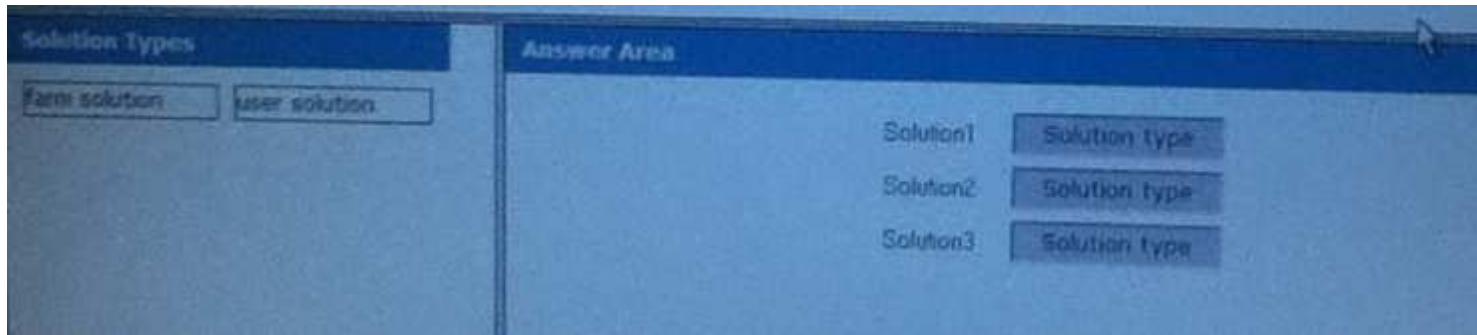 Solution Types
farm solution
user solution
Answer Area
Solution1
Solution type
Solution2
Solution type
Solution3
Solution type